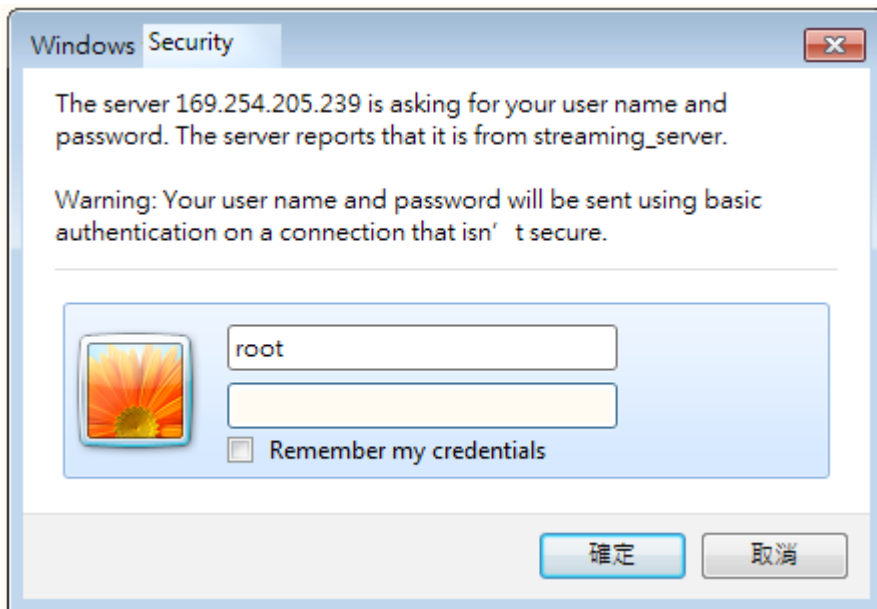 Windows Security
The server 169.254.205.239 is asking for your user name and
password. The server reports that it is from streaming_server.
Warning: Your user name and password will be sent using basic
authentication on a connection that isn’t secure.
root
Remember my credentials
確定 取消